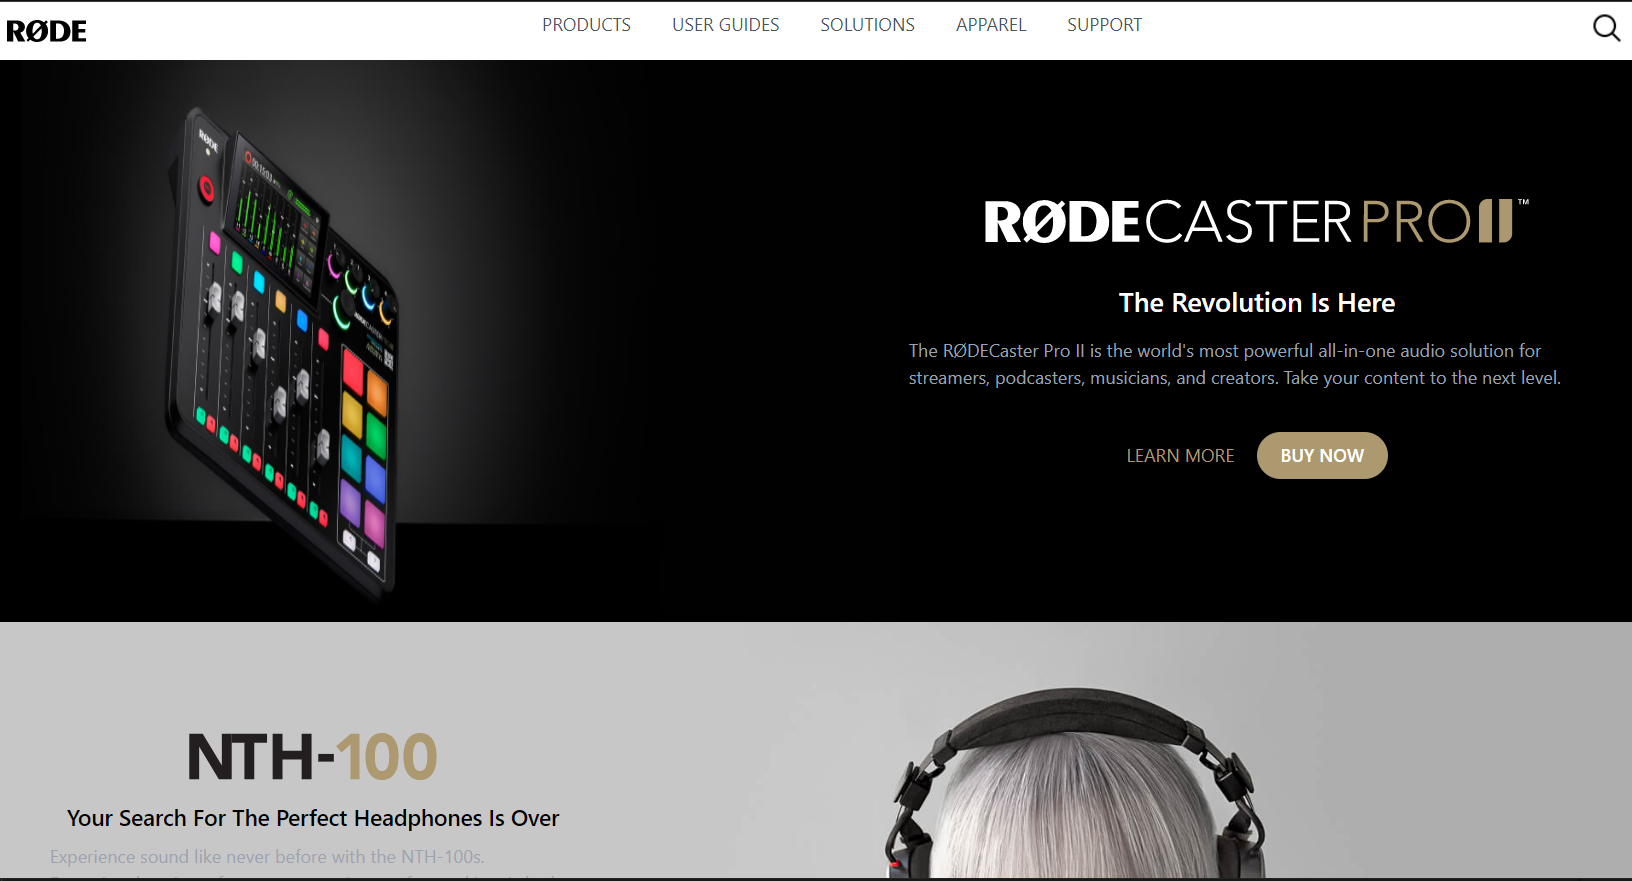 RØDE
PRODUCTS USER GUIDES SOLUTIONS APPAREL SUPPORT
RØDE
RØDECASTER PRO II™
The Revolution Is Here
The RØDECaster Pro II is the world's most powerful all-in-one audio solution for
streamers, podcasters, musicians, and creators. Take your content to the next level.
LEARN MORE BUY NOW
NTH-100
Your Search For The Perfect Headphones Is Over
Experience sound like never before with the NTH-100s.